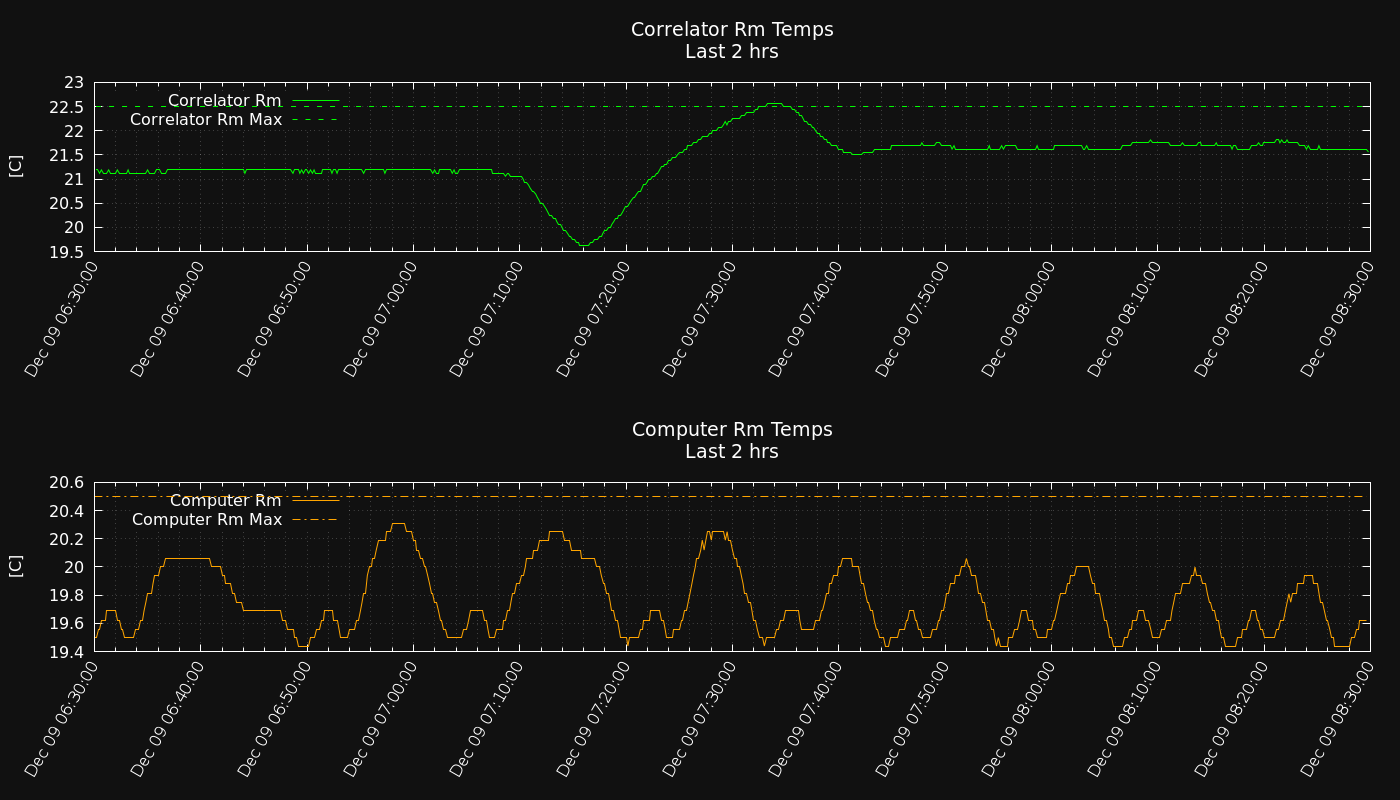 Correlator Rm Temps
Last 2 hrs
[C]
23
22.5
22
21.5
21
20.5
20
19.5
Correlator Rm
Correlator Rm Max
Dec 09 06:30:00
Dec 09 06:40:00
Dec 09 06:50:00
Dec 09 07:00:00
Dec 09 07:10:00
Dec 09 07:20:00
Dec 09 07:30:00
Dec 09 07:40:00
Dec 09 07:50:00
Dec 09 08:00:00
Dec 09 08:10:00
Dec 09 08:20:00
Dec 09 08:30:00
Computer Rm Temps
Last 2 hrs
[C]
20.6
20.4
20.2
20
19.8
19.6
19.4
Computer Rm
Computer Rm Max
Dec 09 06:30:00
Dec 09 06:40:00
Dec 09 06:50:00
Dec 09 07:00:00
Dec 09 07:10:00
Dec 09 07:20:00
Dec 09 07:30:00
Dec 09 07:40:00
Dec 09 07:50:00
Dec 09 08:00:00
Dec 09 08:10:00
Dec 09 08:20:00
Dec 09 08:30:00